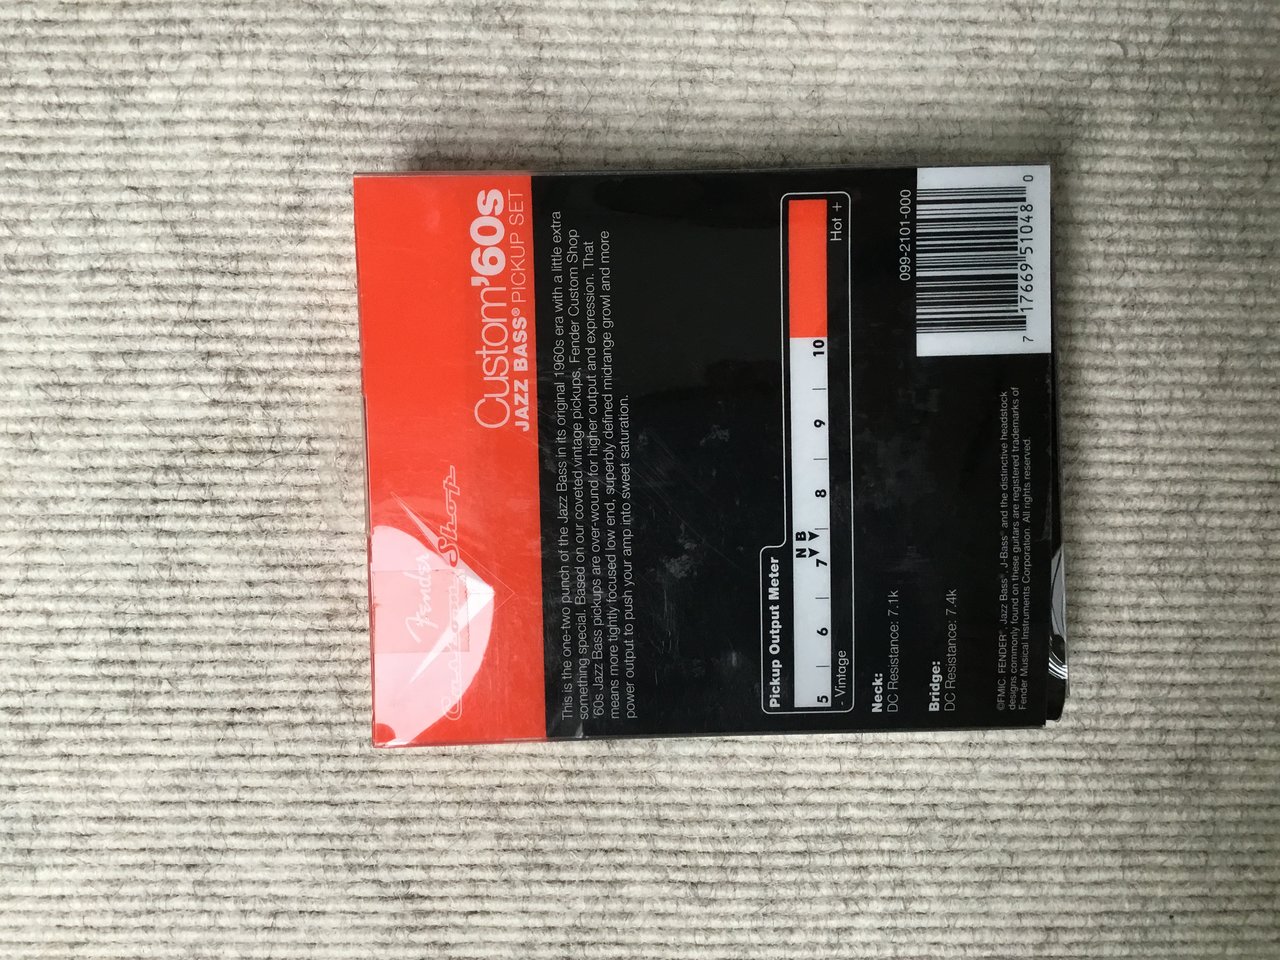 Fender
Custom Shop
Custom '60s
JAZZ BASS® PICKUP SET
This is the one-two punch of the Jazz Bass in its original 1960s era with a little extra
something special. Based on our coveted vintage pickups, Fender Custom Shop
'60s Jazz Bass pickups are over-wound for higher output and expression. That
means more tightly focused low end, superbly defined midrange growl and more
power output to push your amp into sweet saturation.
Pickup Output Meter
N B
5 | 6 | 7 | 8 | 9 | 10
- Vintage Hot +
Neck:
DC Resistance: 7.1k
099-2101-000
Bridge:
DC Resistance: 7.4k
7 17669 51048 0
©FMIC. FENDER®, Jazz Bass®, J-Bass® and the distinctive headstock
designs commonly found on these guitars are registered trademarks of
Fender Musical Instruments Corporation. All rights reserved.